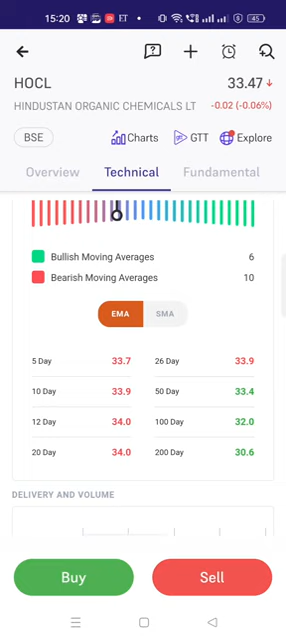 15:20 ET 45
HOCL 33.47
HINDUSTAN ORGANIC CHEMICALS LT -0.02 (-0.06%)
BSE Charts GTT Explore
Overview Technical Fundamental
Bullish Moving Averages 6
Bearish Moving Averages 10
EMA SMA
5 Day 33.7 26 Day 33.9
10 Day 33.9 50 Day 33.4
12 Day 34.0 100 Day 32.0
20 Day 34.0 200 Day 30.6
DELIVERY AND VOLUME
Buy Sell